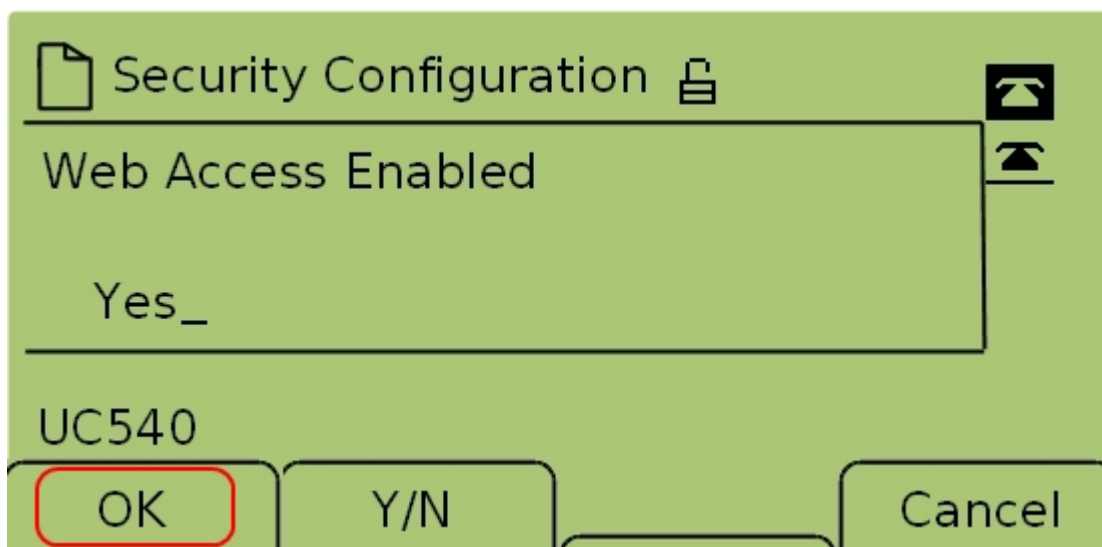 Security Configuration
Web Access Enabled
Yes_
UC540
OK Y/N Cancel